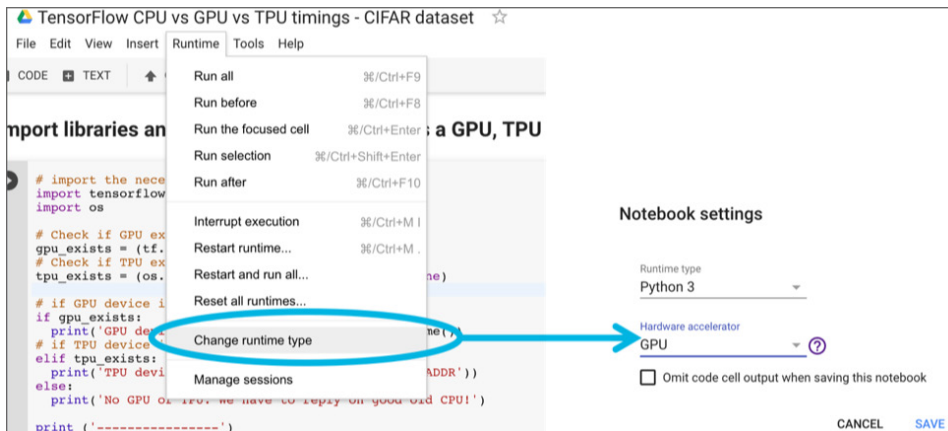 TensorFlow CPU vs GPU vs TPU timings - CIFAR dataset
File Edit View Insert Runtime Tools Help
CODE TEXT
Run all ⌘/Ctrl+F9
Run before ⌘/Ctrl+F8
Run the focused cell ⌘/Ctrl+Enter
Run selection ⌘/Ctrl+Shift+Enter
Run after ⌘/Ctrl+F10
Interrupt execution ⌘/Ctrl+M I
Restart runtime... ⌘/Ctrl+M .
Restart and run all...
Reset all runtimes...
Change runtime type
Manage sessions
mport libraries an s a GPU, TPU
# import the nece
import tensorflow
import os
# Check if GPU ex
gpu_exists = (tf.
# Check if TPU ex
tpu_exists = (os. ne)
# if GPU device i
if gpu_exists:
print('GPU dev me())
# if TPU device
elif tpu_exists:
print('TPU devi ADDR'))
else:
print('No GPU or TPU. We have to reply on good old CPU!')
print ('----------------')
Notebook settings
Runtime type
Python 3
Hardware accelerator
GPU ?
Omit code cell output when saving this notebook
CANCEL SAVE